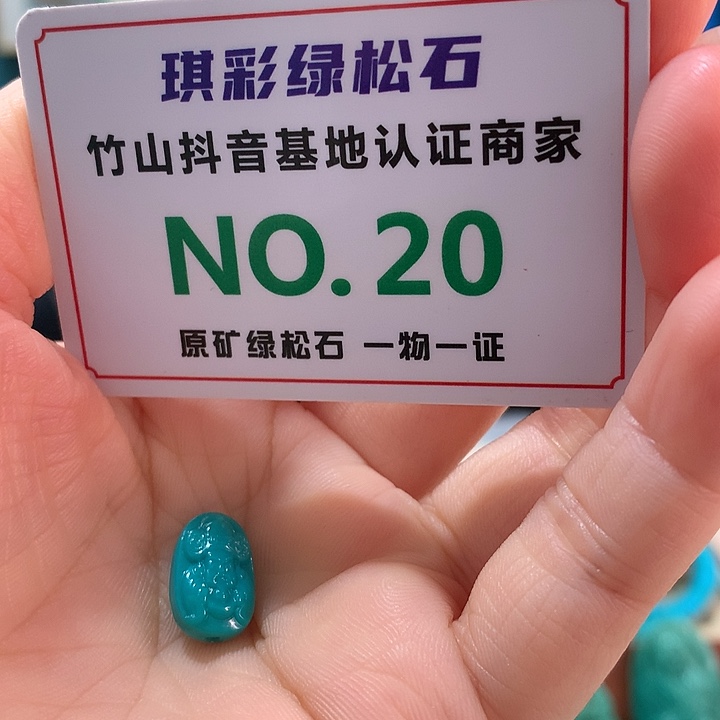 琪彩绿松石
竹山抖音基地认证商家
NO.20
原矿绿松石 一物一证